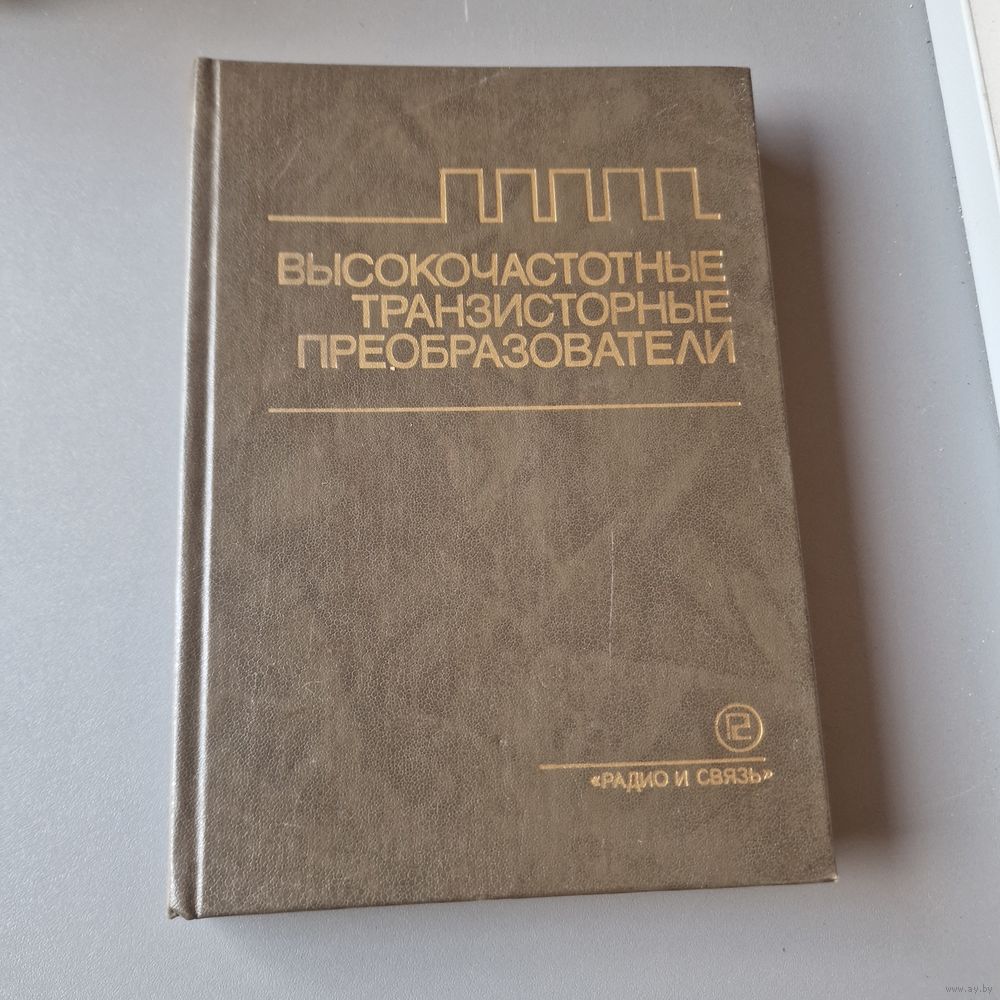 ВЫСОКОЧАСТОТНЫЕ
ТРАНЗИСТОРНЫЕ
ПРЕОБРАЗОВАТЕЛИ
«РАДИО И СВЯЗЬ»
www.ay.by